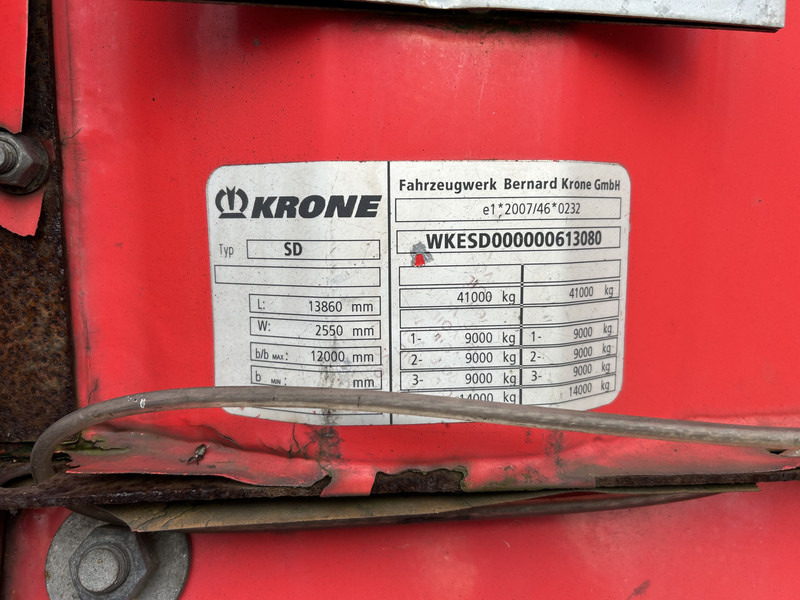 KRONE
Typ SD
L: 13860 mm
W: 2550 mm
b/b MAX: 12000 mm
b MIN: mm
Fahrzeugwerk Bernard Krone GmbH
e1*2007/46*0232
WKESD000000613080
41000 kg 41000 kg
1- 9000 kg 1- 9000 kg
2- 9000 kg 2- 9000 kg
3- 9000 kg 3- 9000 kg
14000 kg 14000 kg